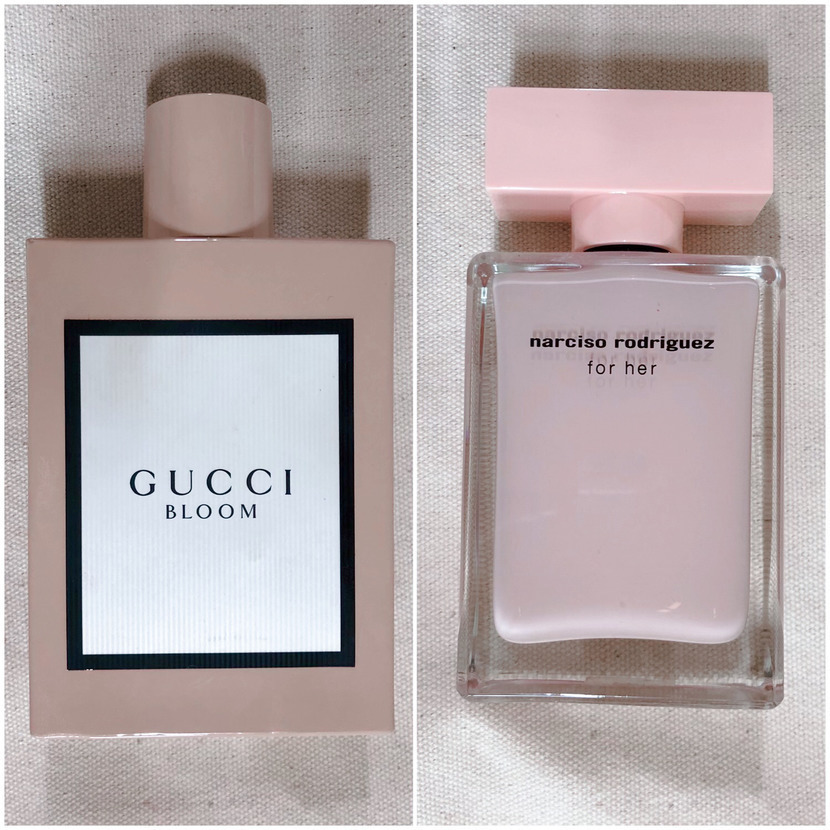 GUCCI
BLOOM
narciso rodriguez
for her